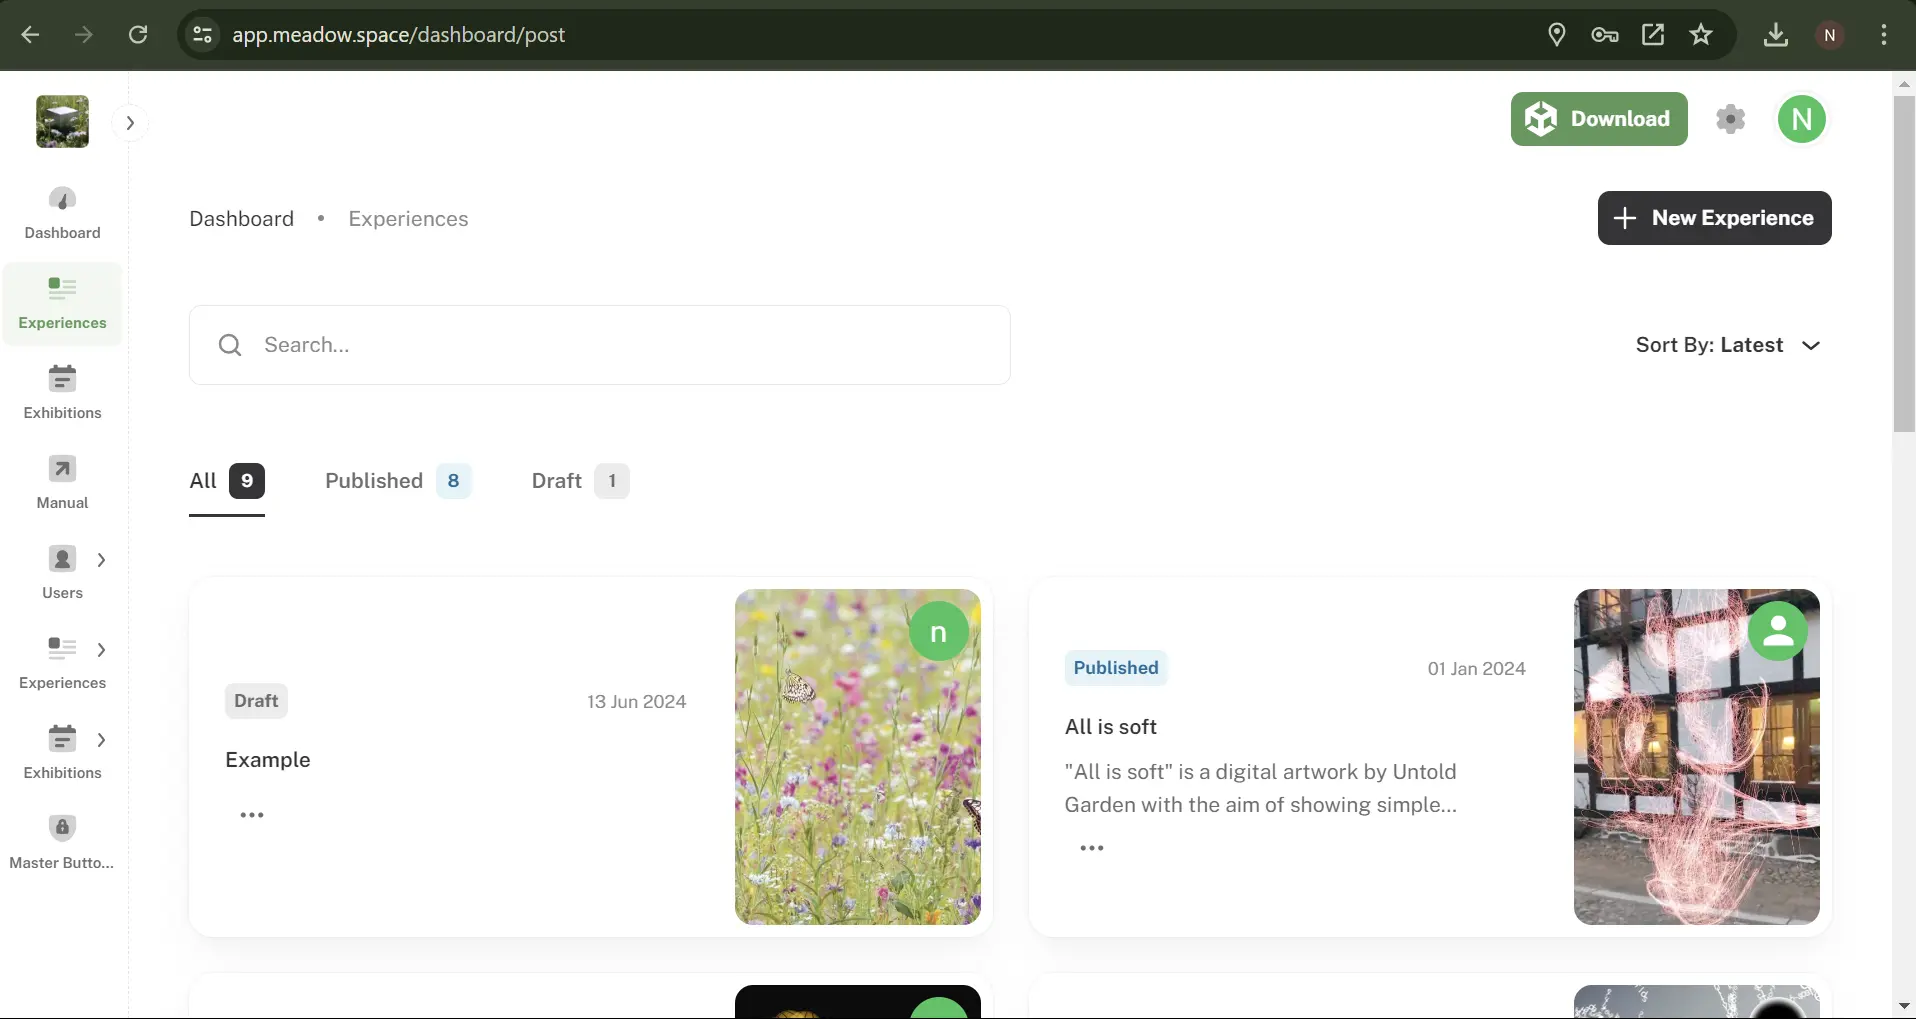 app.meadow.space/dashboard/post
N
Download
N
Dashboard
Experiences
Exhibitions
Manual
Users
Experiences
Exhibitions
Master Butto...
Dashboard • Experiences
New Experience
Search...
Sort By: Latest
All 9 Published 8 Draft 1
n
Draft 13 Jun 2024
Example
Published 01 Jan 2024
All is soft
"All is soft" is a digital artwork by Untold
Garden with the aim of showing simple...